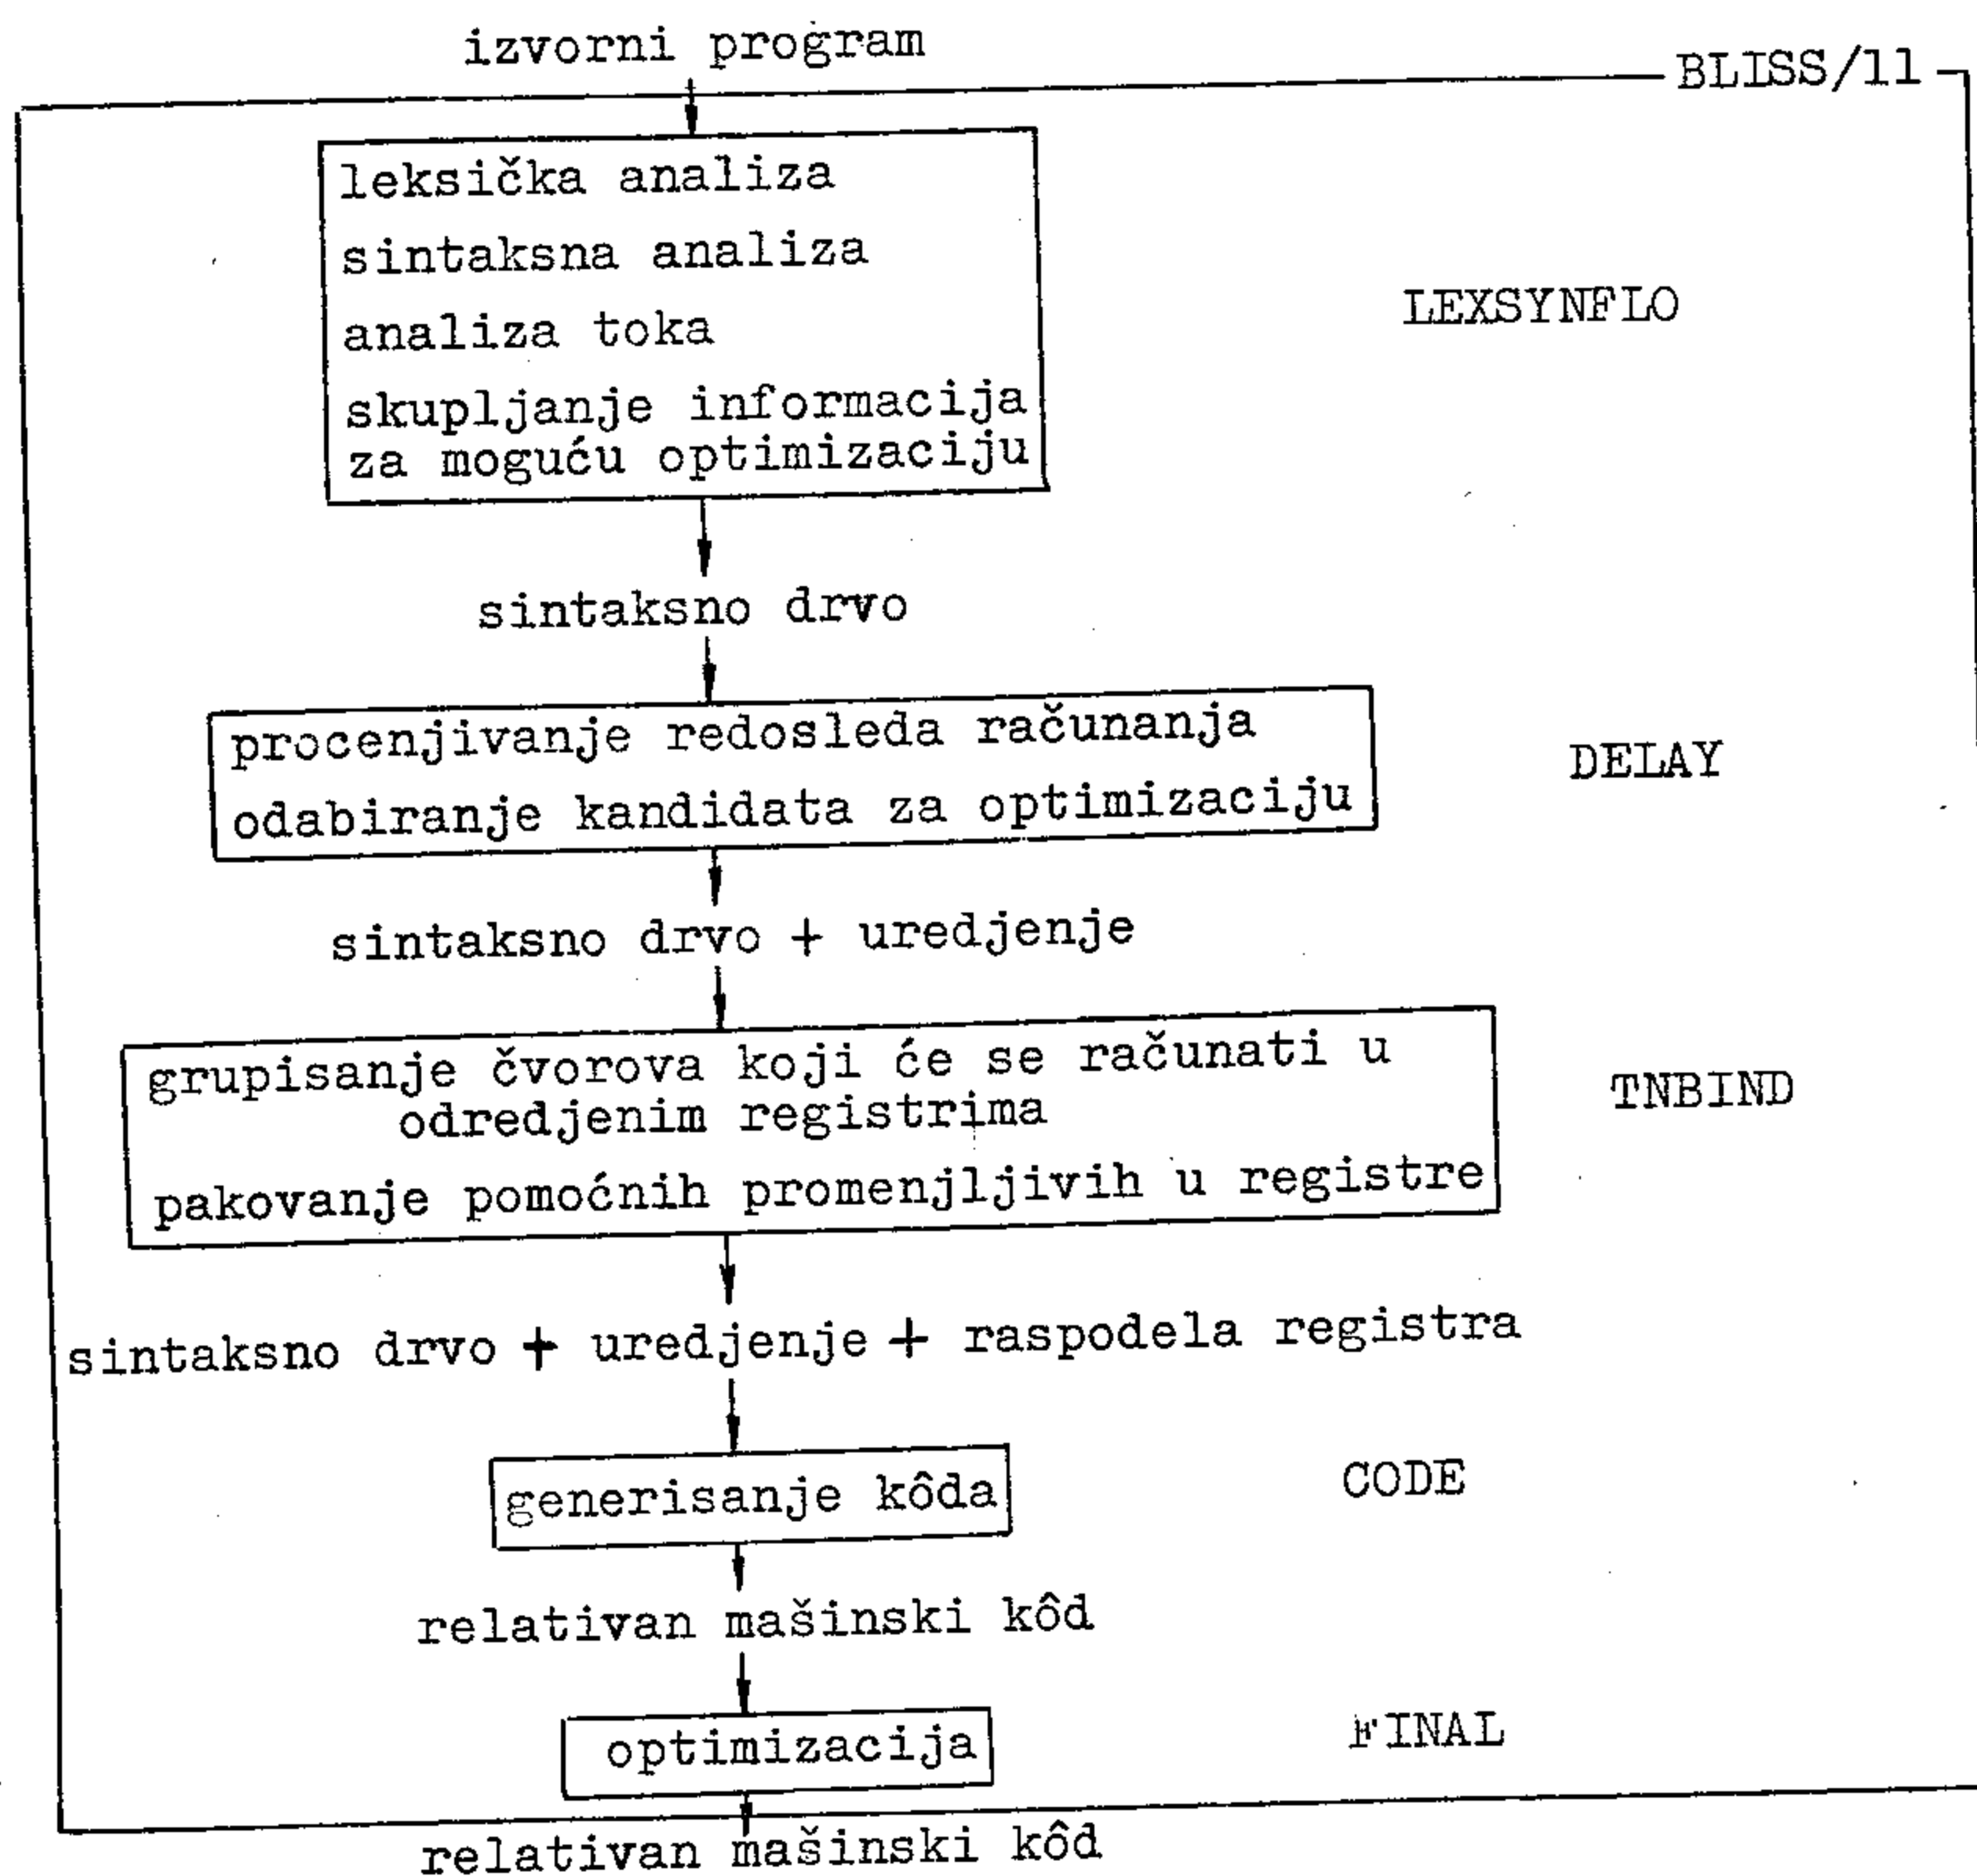 izvorni program
BLISS/11
leksička analiza
sintaksna analiza
analiza toka
skupljanje informacija
za moguću optimizaciju
LEXSYNFLO
sintaksno drvo
procenjivanje redosleda računanja
odabiranje kandidata za optimizaciju
DELAY
sintaksno drvo + uredjenje
grupisanje čvorova koji će se računati u
odredjenim registrima
pakovanje pomoćnih promenjljivih u registre
TNBIND
sintaksno drvo + uredjenje + raspodela registra
generisanje kôda
CODE
relativan mašinski kôd
optimizacija
FINAL
relativan mašinski kôd